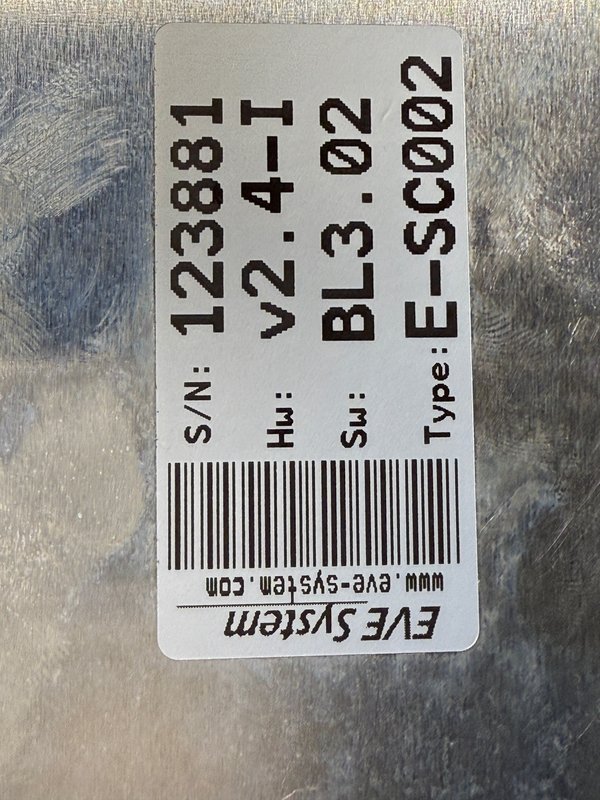 S/N: 123881
Hw: v2.4-I
Sw: BL3.02
Type: E-SC002
EVE System
www.eve-system.com